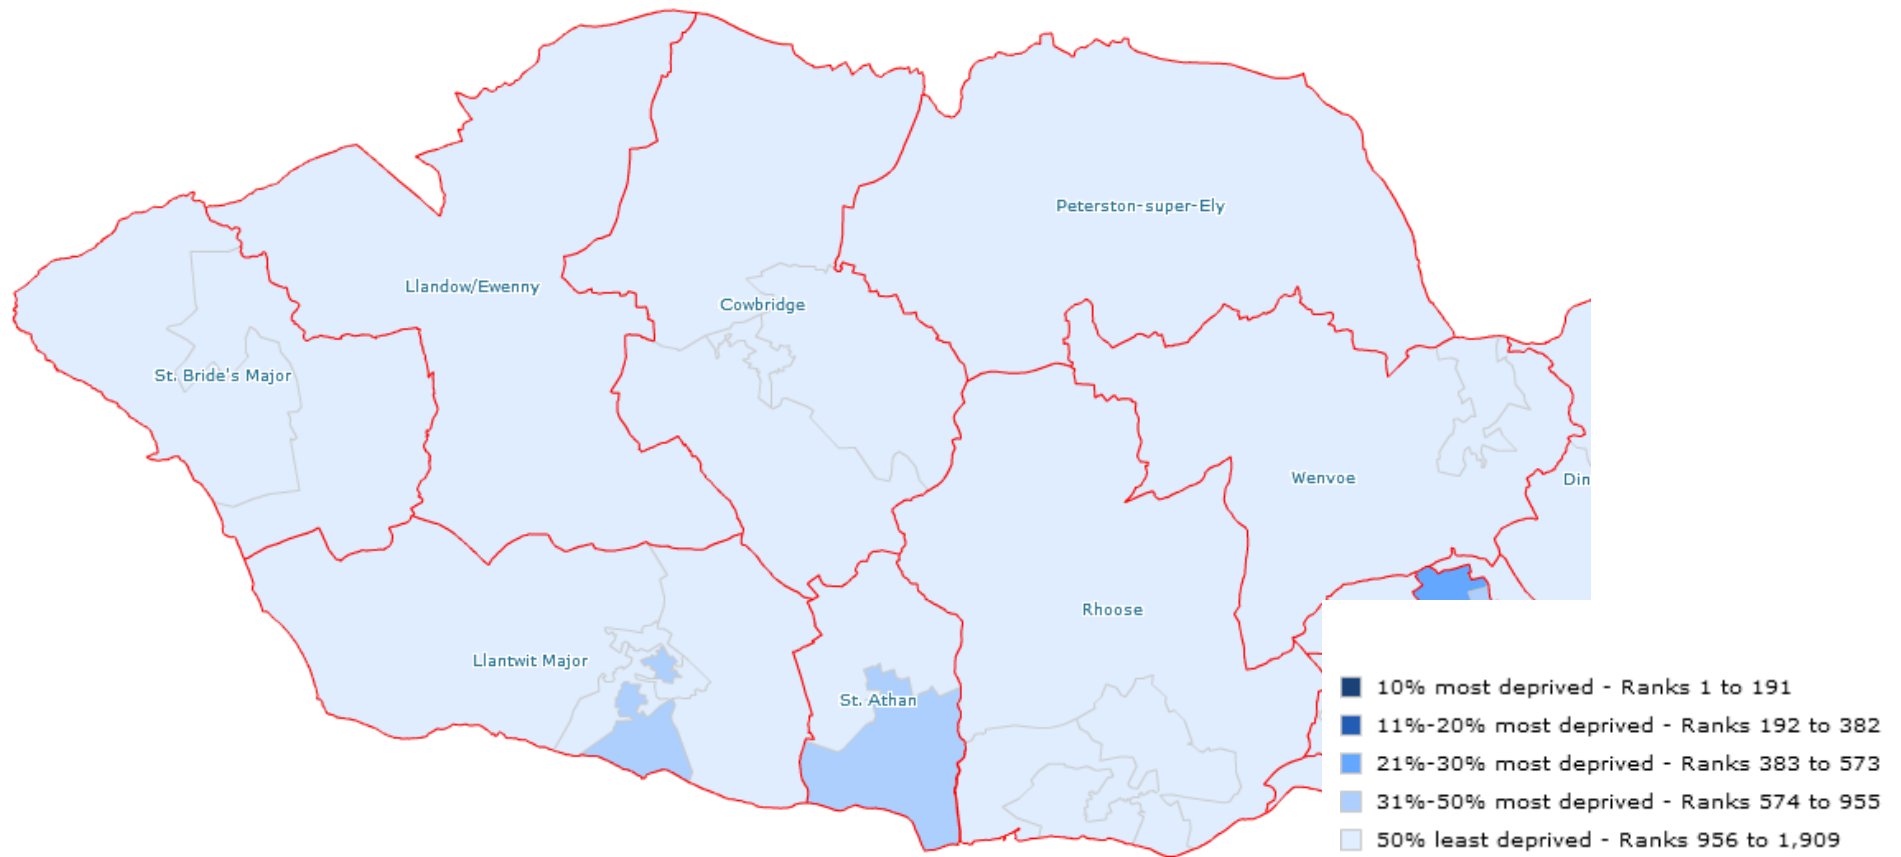 Peterston-super-Ely
Llandow/Ewenny
Cowbridge
St. Bride's Major
Wenvoe
Din
Rhoose
Llantwit Major
St. Athan
10% most deprived - Ranks 1 to 191
11%-20% most deprived - Ranks 192 to 382
21%-30% most deprived - Ranks 383 to 573
31%-50% most deprived - Ranks 574 to 955
50% least deprived - Ranks 956 to 1,909